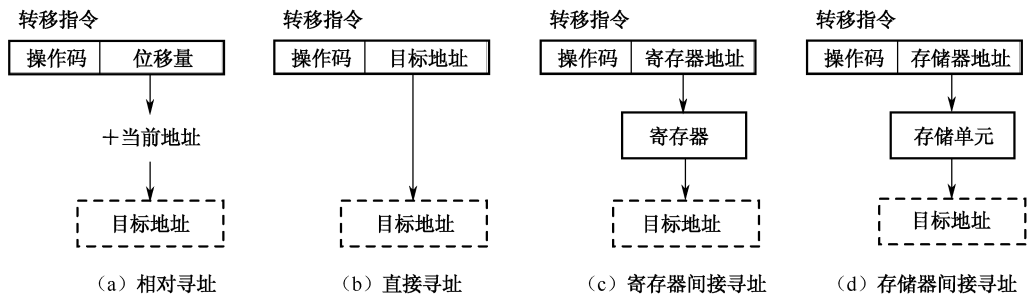 转移指令 转移指令 转移指令 转移指令
操作码 位移量 操作码 目标地址 操作码 寄存器地址 操作码 存储器地址
＋当前地址 寄存器 存储单元
目标地址 目标地址 目标地址 目标地址
（a）相对寻址 （b）直接寻址 （c）寄存器间接寻址 （d）存储器间接寻址